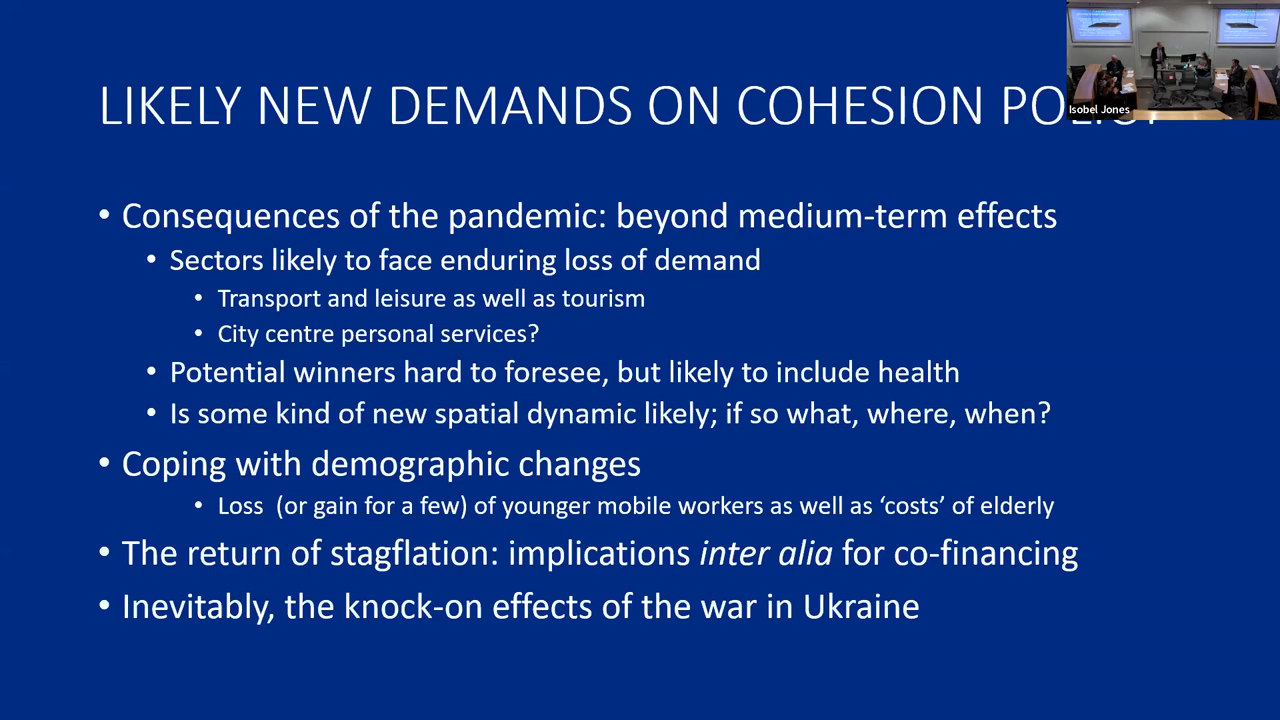 LIKELY NEW DEMANDS ON COHESION POLICY
Isobel Jones
• Consequences of the pandemic: beyond medium-term effects
• Sectors likely to face enduring loss of demand
• Transport and leisure as well as tourism
• City centre personal services?
• Potential winners hard to foresee, but likely to include health
• Is some kind of new spatial dynamic likely; if so what, where, when?
• Coping with demographic changes
• Loss  (or gain for a few) of younger mobile workers as well as ‘costs’ of elderly
• The return of stagflation: implications inter alia for co-financing
• Inevitably, the knock-on effects of the war in Ukraine